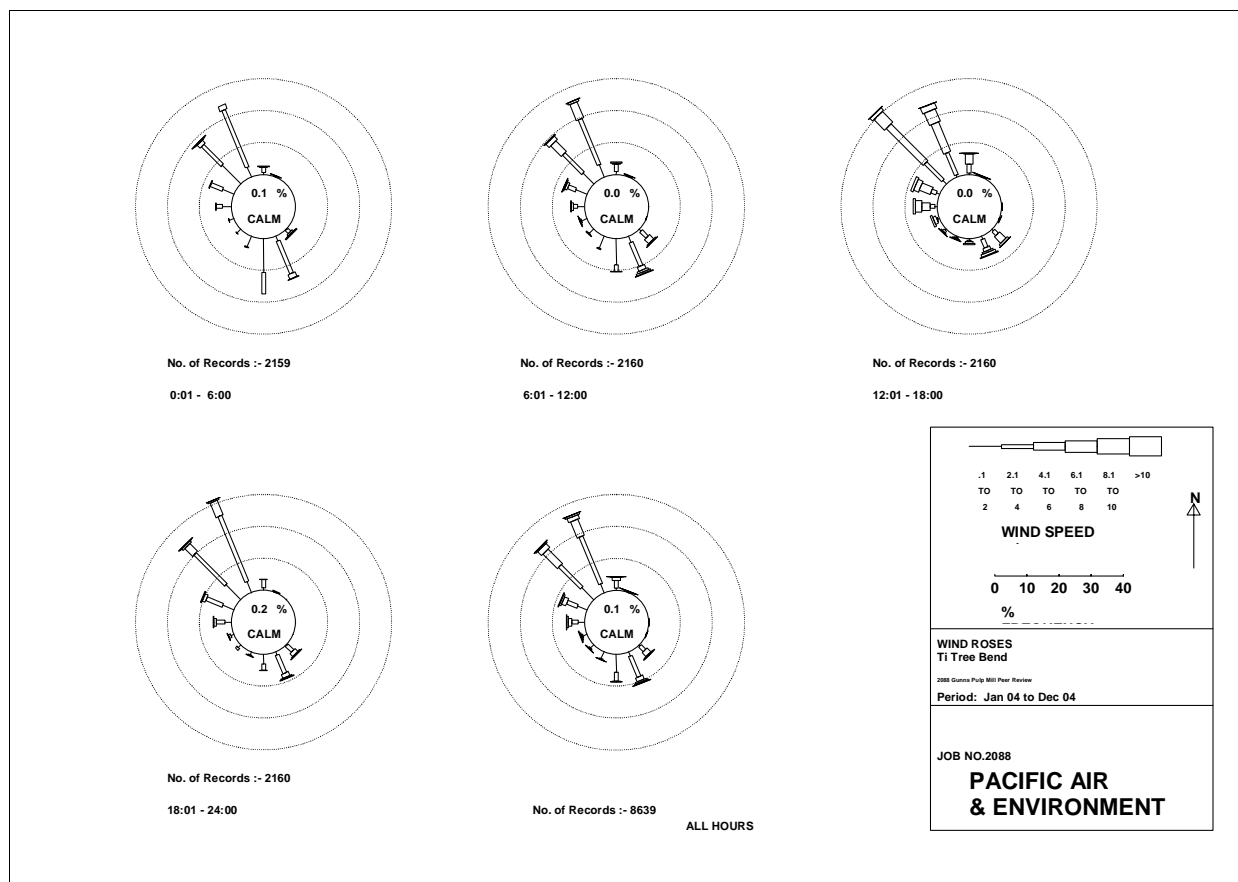 0.1 %
CALM
No. of Records :- 2159
0:01 - 6:00
0.0 %
CALM
No. of Records :- 2160
6:01 - 12:00
0.0 %
CALM
No. of Records :- 2160
12:01 - 18:00
0.2 %
CALM
No. of Records :- 2160
18:01 - 24:00
0.1 %
CALM
No. of Records :- 8639
ALL HOURS
.1 2.1 4.1 6.1 8.1 >10
TO TO TO TO TO
2 4 6 8 10
N
WIND SPEED
0 10 20 30 40
%
WIND ROSES
Ti Tree Bend
2088 Gunns Pulp Mill Peer Review
Period: Jan 04 to Dec 04
JOB NO.2088
PACIFIC AIR
& ENVIRONMENT